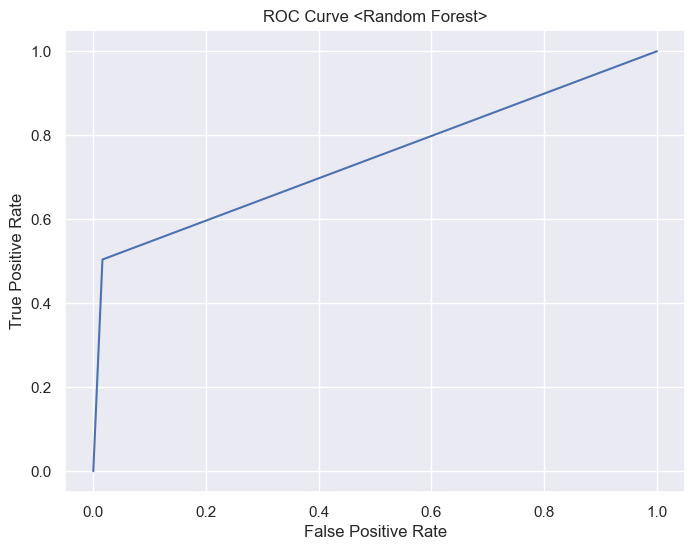 ROC Curve <Random Forest>
1.0
0.8
0.6
0.4
0.2
0.0
True Positive Rate
0.0 0.2 0.4 0.6 0.8 1.0
False Positive Rate